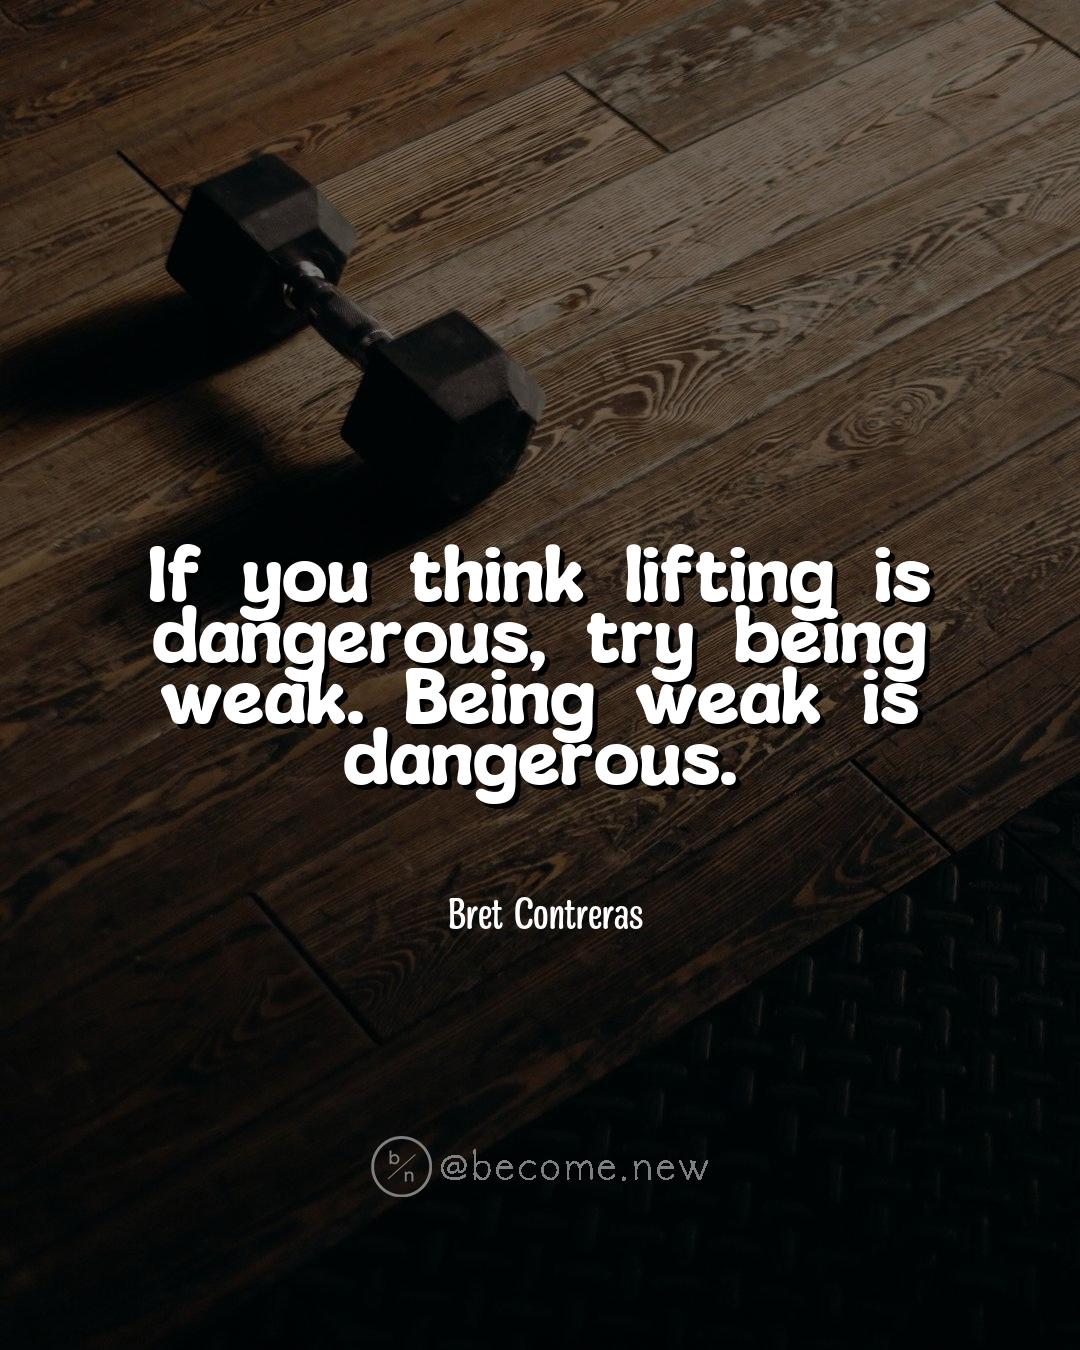 If you think lifting is
dangerous, try being
weak. Being weak is
dangerous.
Bret Contreras
b/n @become.new